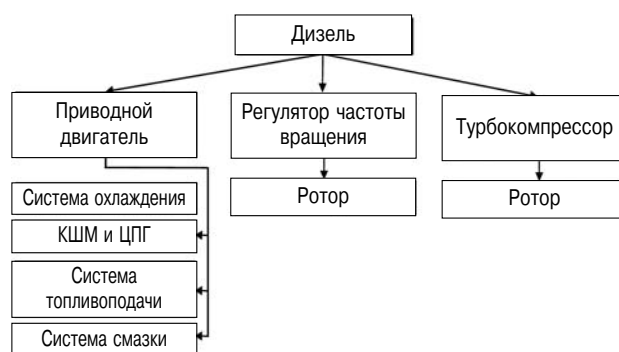 Дизель
Приводной
двигатель
Регулятор частоты
вращения
Турбокомпрессор
Ротор
Ротор
Система охлаждения
КШМ и ЦПГ
Система
топливоподачи
Система смазки